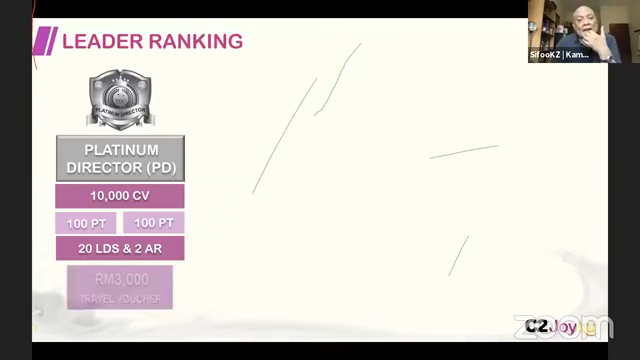 LEADER RANKING
SifooKZ | Kam...
PLATINUM DIRECTOR
PLATINUM
DIRECTOR (PD)
10,000 CV
100 PT 100 PT
20 LDS & 2 AR
RM3,000
TRAVEL VOUCHER
C2Joy
zoom